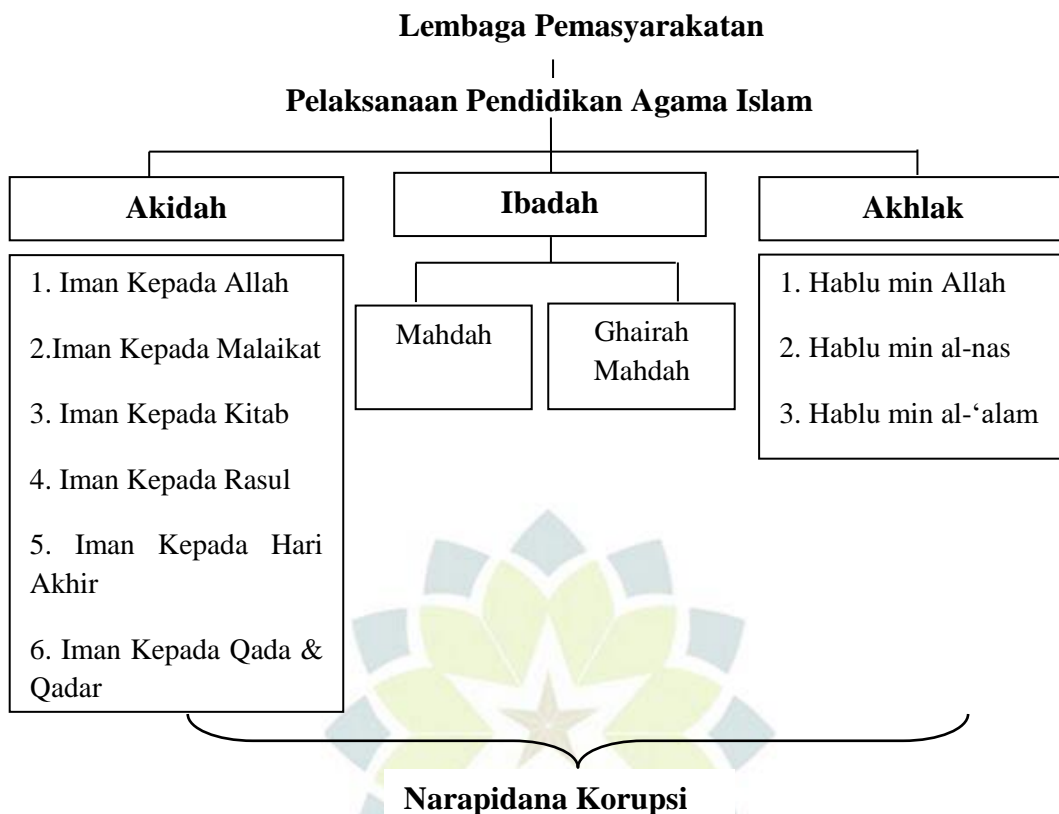 Lembaga Pemasyarakatan
Pelaksanaan Pendidikan Agama Islam
Akidah
1. Iman Kepada Allah
2.Iman Kepada Malaikat
3. Iman Kepada Kitab
4. Iman Kepada Rasul
5. Iman Kepada Hari
Akhir
6. Iman Kepada Qada &
Qadar
Ibadah
Mahdah
Ghairah
Mahdah
Akhlak
1. Hablu min Allah
2. Hablu min al-nas
3. Hablu min al-‘alam
Narapidana Korupsi